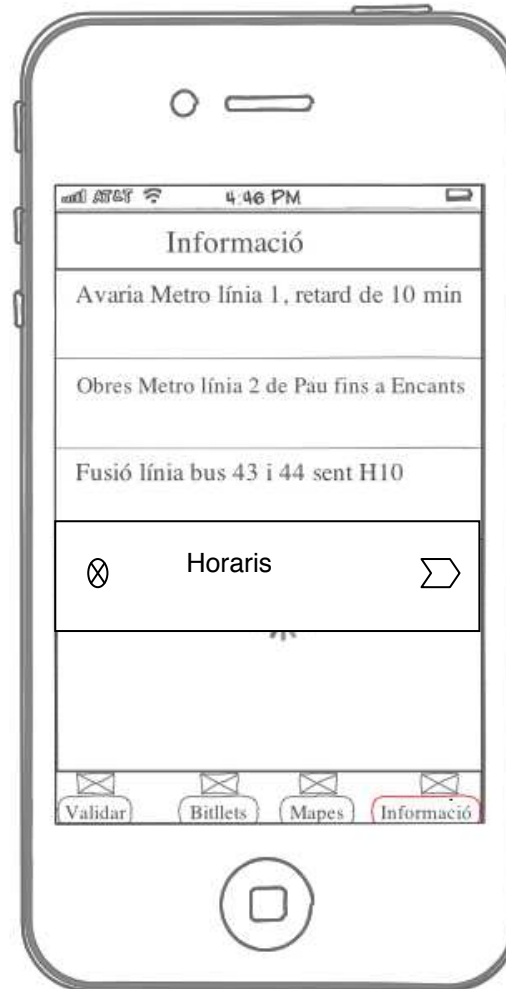 AT&T 4:46 PM
Informació
Avaria Metro línia 1, retard de 10 min
Obres Metro línia 2 de Pau fins a Encants
Fusió línia bus 43 i 44 sent H10
Horaris
Validar Bitllets Mapes Informació